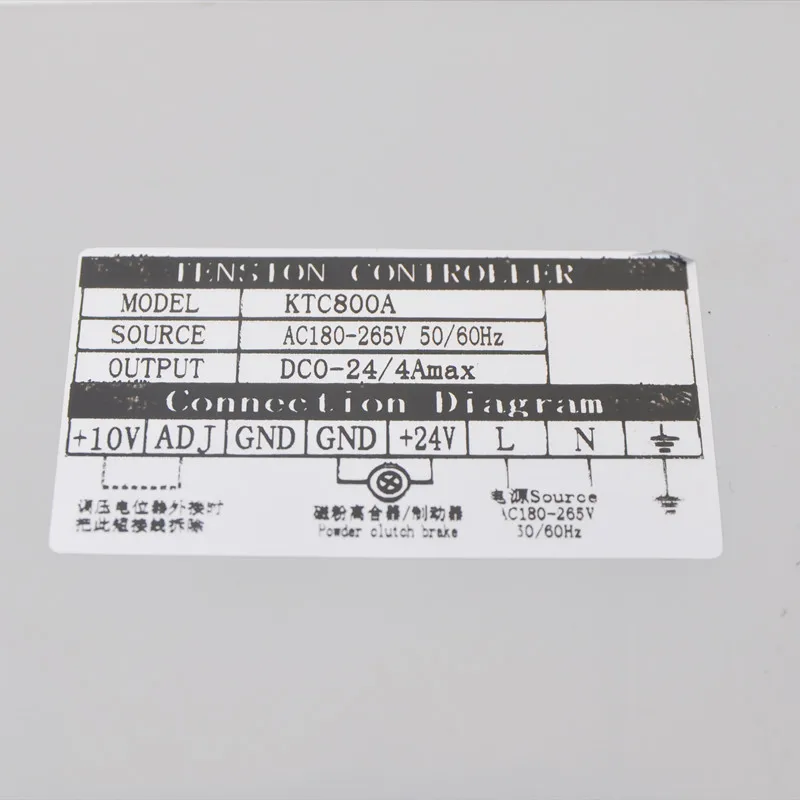 TENSION CONTROLLER
MODEL KTC800A
SOURCE AC180-265V 50/60Hz
OUTPUT DC0-24/4Amax
Connection Diagram
+10V ADJ GND GND +24V L N
调压电位器外接时
把此短接线拆除
磁粉离合器/制动器
Powder clutch brake
电源Source
AC180-265V
50/60Hz